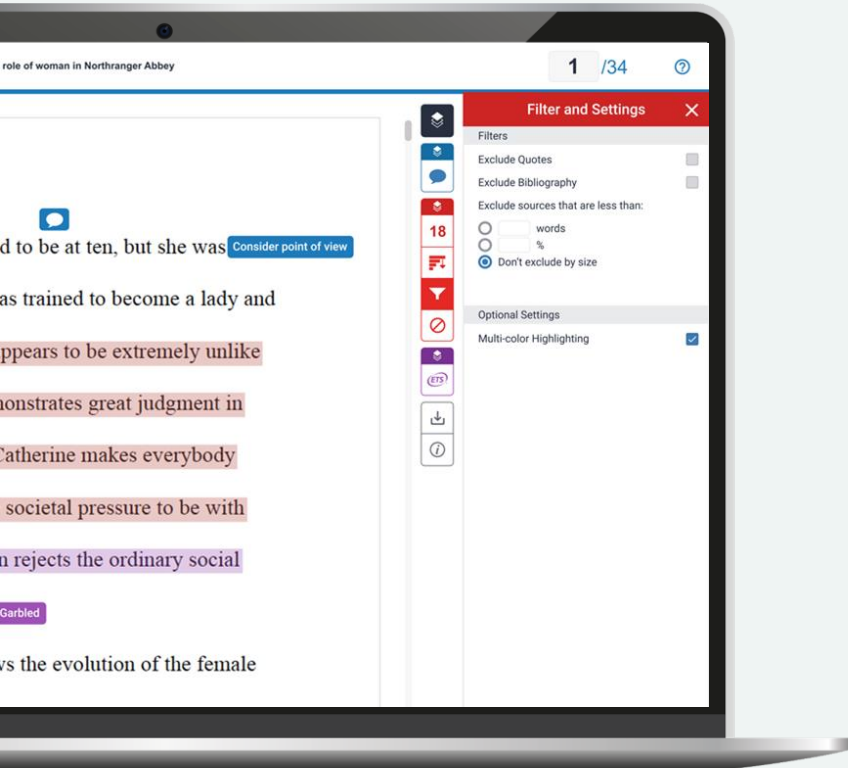 role of woman in Northranger Abbey
1 /34
?
Filter and Settings
Filters
Exclude Quotes
Exclude Bibliography
Exclude sources that are less than:
words
%
Don't exclude by size
Optional Settings
Multi-color Highlighting
18
ETS
i
d to be at ten, but she was Consider point of view
as trained to become a lady and
ppears to be extremely unlike
monstrates great judgment in
Catherine makes everybody
societal pressure to be with
n rejects the ordinary social
Garbled
ws the evolution of the female